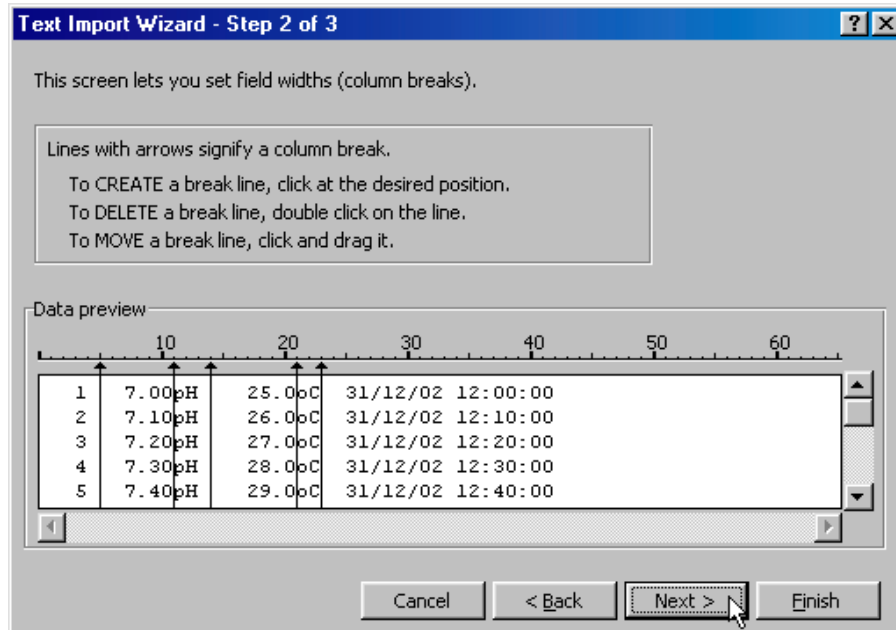 Text Import Wizard - Step 2 of 3
This screen lets you set field widths (column breaks).
Lines with arrows signify a column break.
To CREATE a break line, click at the desired position.
To DELETE a break line, double click on the line.
To MOVE a break line, click and drag it.
Data preview
10 20 30 40 50 60
1 7.00pH 25.0oC 31/12/02 12:00:00
2 7.10pH 26.0oC 31/12/02 12:10:00
3 7.20pH 27.0oC 31/12/02 12:20:00
4 7.30pH 28.0oC 31/12/02 12:30:00
5 7.40pH 29.0oC 31/12/02 12:40:00
Cancel < Back Next > Finish